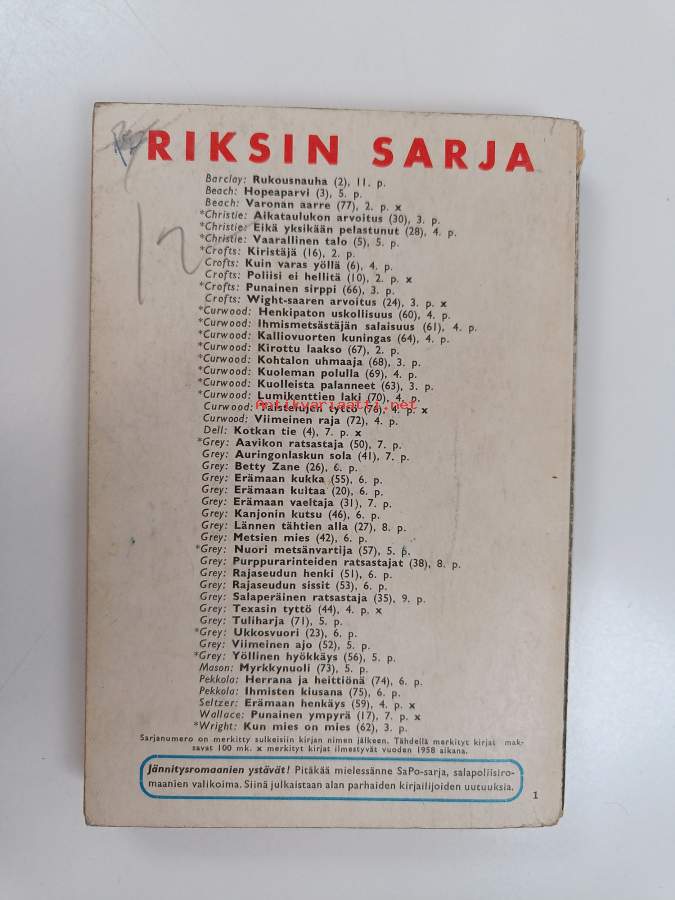 RIKSIN SARJA
Barclay: Rukousnauha (2), 11. p.
Beach: Hopeaparvi (3), 5. p.
Beach: Varonan aarre (77), 2. p. x
*Christie: Aikataulukon arvoitus (30), 3. p.
*Christie: Eikä yksikään pelastunut (28), 4. p.
*Christie: Vaarallinen talo (5), 5. p.
*Crofts: Kiristäjä (16), 2. p.
Crofts: Kuin varas yöllä (6), 4. p.
Crofts: Poliisi ei hellitä (10), 2. p. x
*Crofts: Punainen sirppi (66), 3. p.
Crofts: Wight-saaren arvoitus (24), 3. p. x
*Curwood: Henkipaton uskollisuus (60), 4. p.
*Curwood: Ihmismetsästäjän salaisuus (61), 4. p.
*Curwood: Kalliovuorten kuningas (64), 4. p.
*Curwood: Kirottu laakso (67), 2. p.
*Curwood: Kohtalon uhmaaja (68), 3. p.
*Curwood: Kuoleman polulla (69), 4. p.
*Curwood: Kuolleista palanneet (63), 3. p.
*Curwood: Lumikenttien laki (70), 4. p.
antikvariaatti.net
Curwood: Taistelujen tyttö (76), 4. p. x
Curwood: Viimeinen raja (72), 4. p.
Dell: Kotkan tie (4), 7. p. x
*Grey: Aavikon ratsastaja (50), 7. p.
Grey: Auringonlaskun sola (41), 7. p.
Grey: Betty Zane (26), 6. p.
Grey: Erämaan kukka (55), 6. p.
Grey: Erämaan kultaa (20), 6. p.
Grey: Erämaan vaeltaja (31), 7. p.
Grey: Kanjonin kutsu (46), 6. p.
Grey: Lännen tähtien alla (27), 8. p.
Grey: Metsien mies (42), 6. p.
*Grey: Nuori metsänvartija (57), 5. p.
Grey: Purppurarinteiden ratsastajat (38), 8. p.
Grey: Rajaseudun henki (51), 6. p.
Grey: Rajaseudun sissit (53), 6. p.
Grey: Salaperäinen ratsastaja (35), 9. p.
Grey: Texasin tyttö (44), 4. p. x
Grey: Tuliharja (71), 5. p.
*Grey: Ukkosvuori (23), 6. p.
Grey: Viimeinen ajo (52), 5. p.
*Grey: Yöllinen hyökkäys (56), 5. p.
Mason: Myrkkynuoli (73), 5. p.
Pekkola: Herrana ja heittiönä (74), 6. p.
Pekkola: Ihmisten kiusana (75), 6. p.
Seltzer: Erämaan henkäys (59), 4. p. x
Wallace: Punainen ympyrä (17), 7. p. x
*Wright: Kun mies on mies (62), 3. p.
Sarjanumero on merkitty sulkeisiin kirjan nimen jälkeen. Tähdellä merkityt kirjat mak-
savat 100 mk. x merkityt kirjat ilmestyvät vuoden 1958 aikana.
Jännitysromaanien ystävät! Pitäkää mielessänne SaPo-sarja, salapoliisiro-
maanien valikoima. Siinä julkaistaan alan parhaiden kirjailijoiden uutuuksia.
1